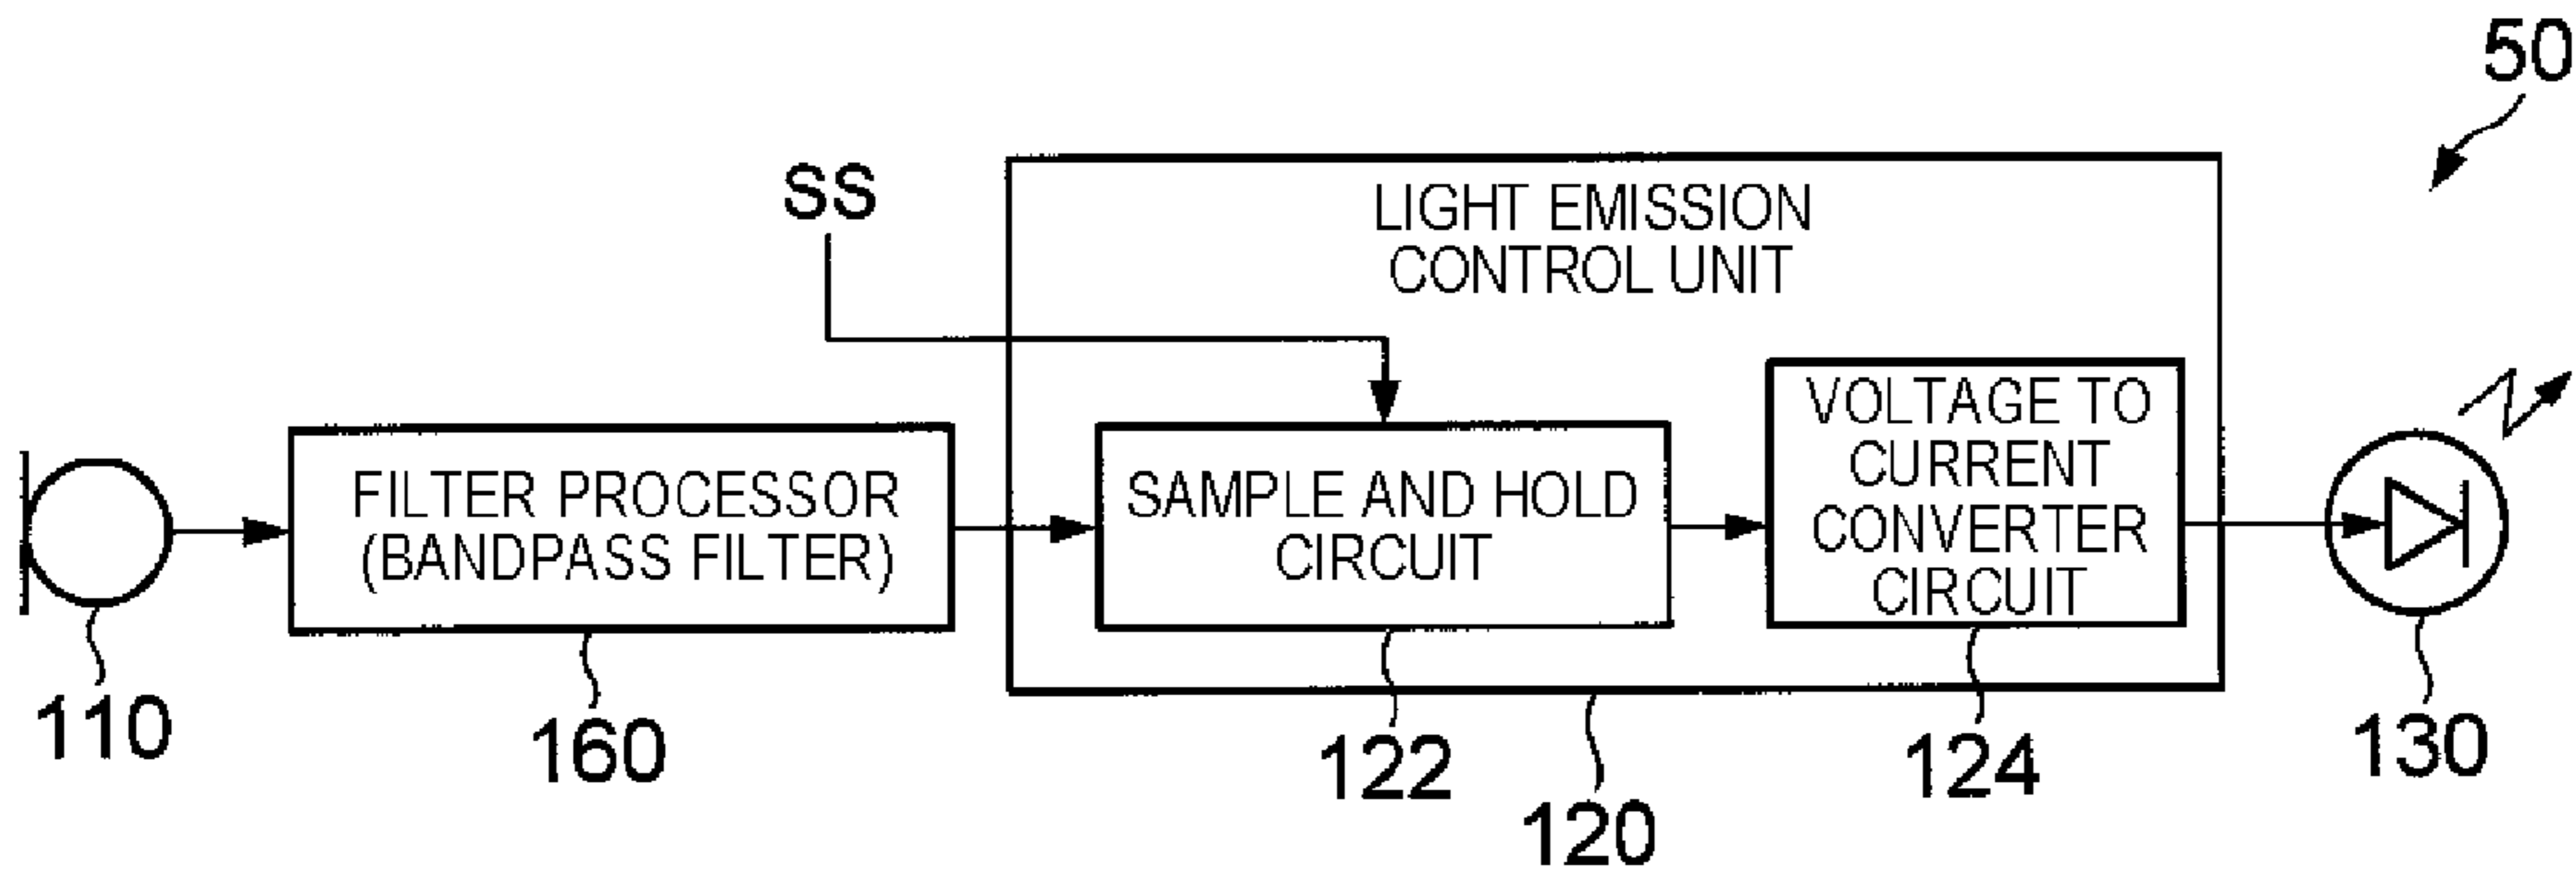 50
SS
LIGHT EMISSION
CONTROL UNIT
FILTER PROCESSOR
(BANDPASS FILTER)
SAMPLE AND HOLD
CIRCUIT
VOLTAGE TO
CURRENT
CONVERTER
CIRCUIT
110
160
122
120
124
130